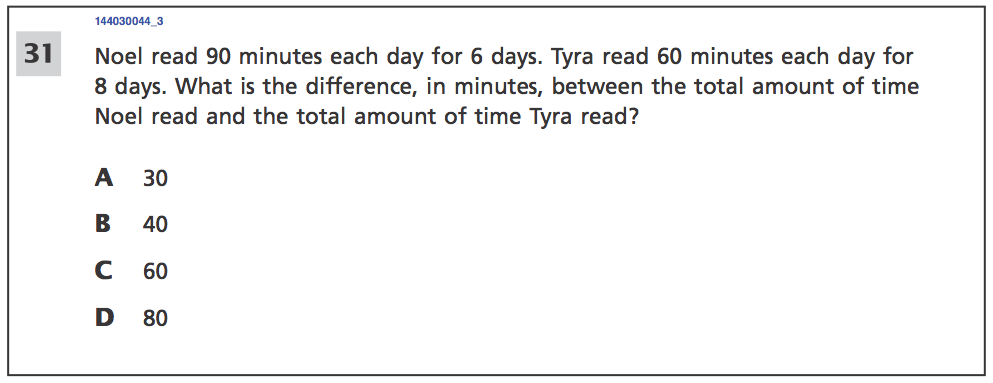 144030044_3
31 Noel read 90 minutes each day for 6 days. Tyra read 60 minutes each day for
8 days. What is the difference, in minutes, between the total amount of time
Noel read and the total amount of time Tyra read?
A 30
B 40
C 60
D 80